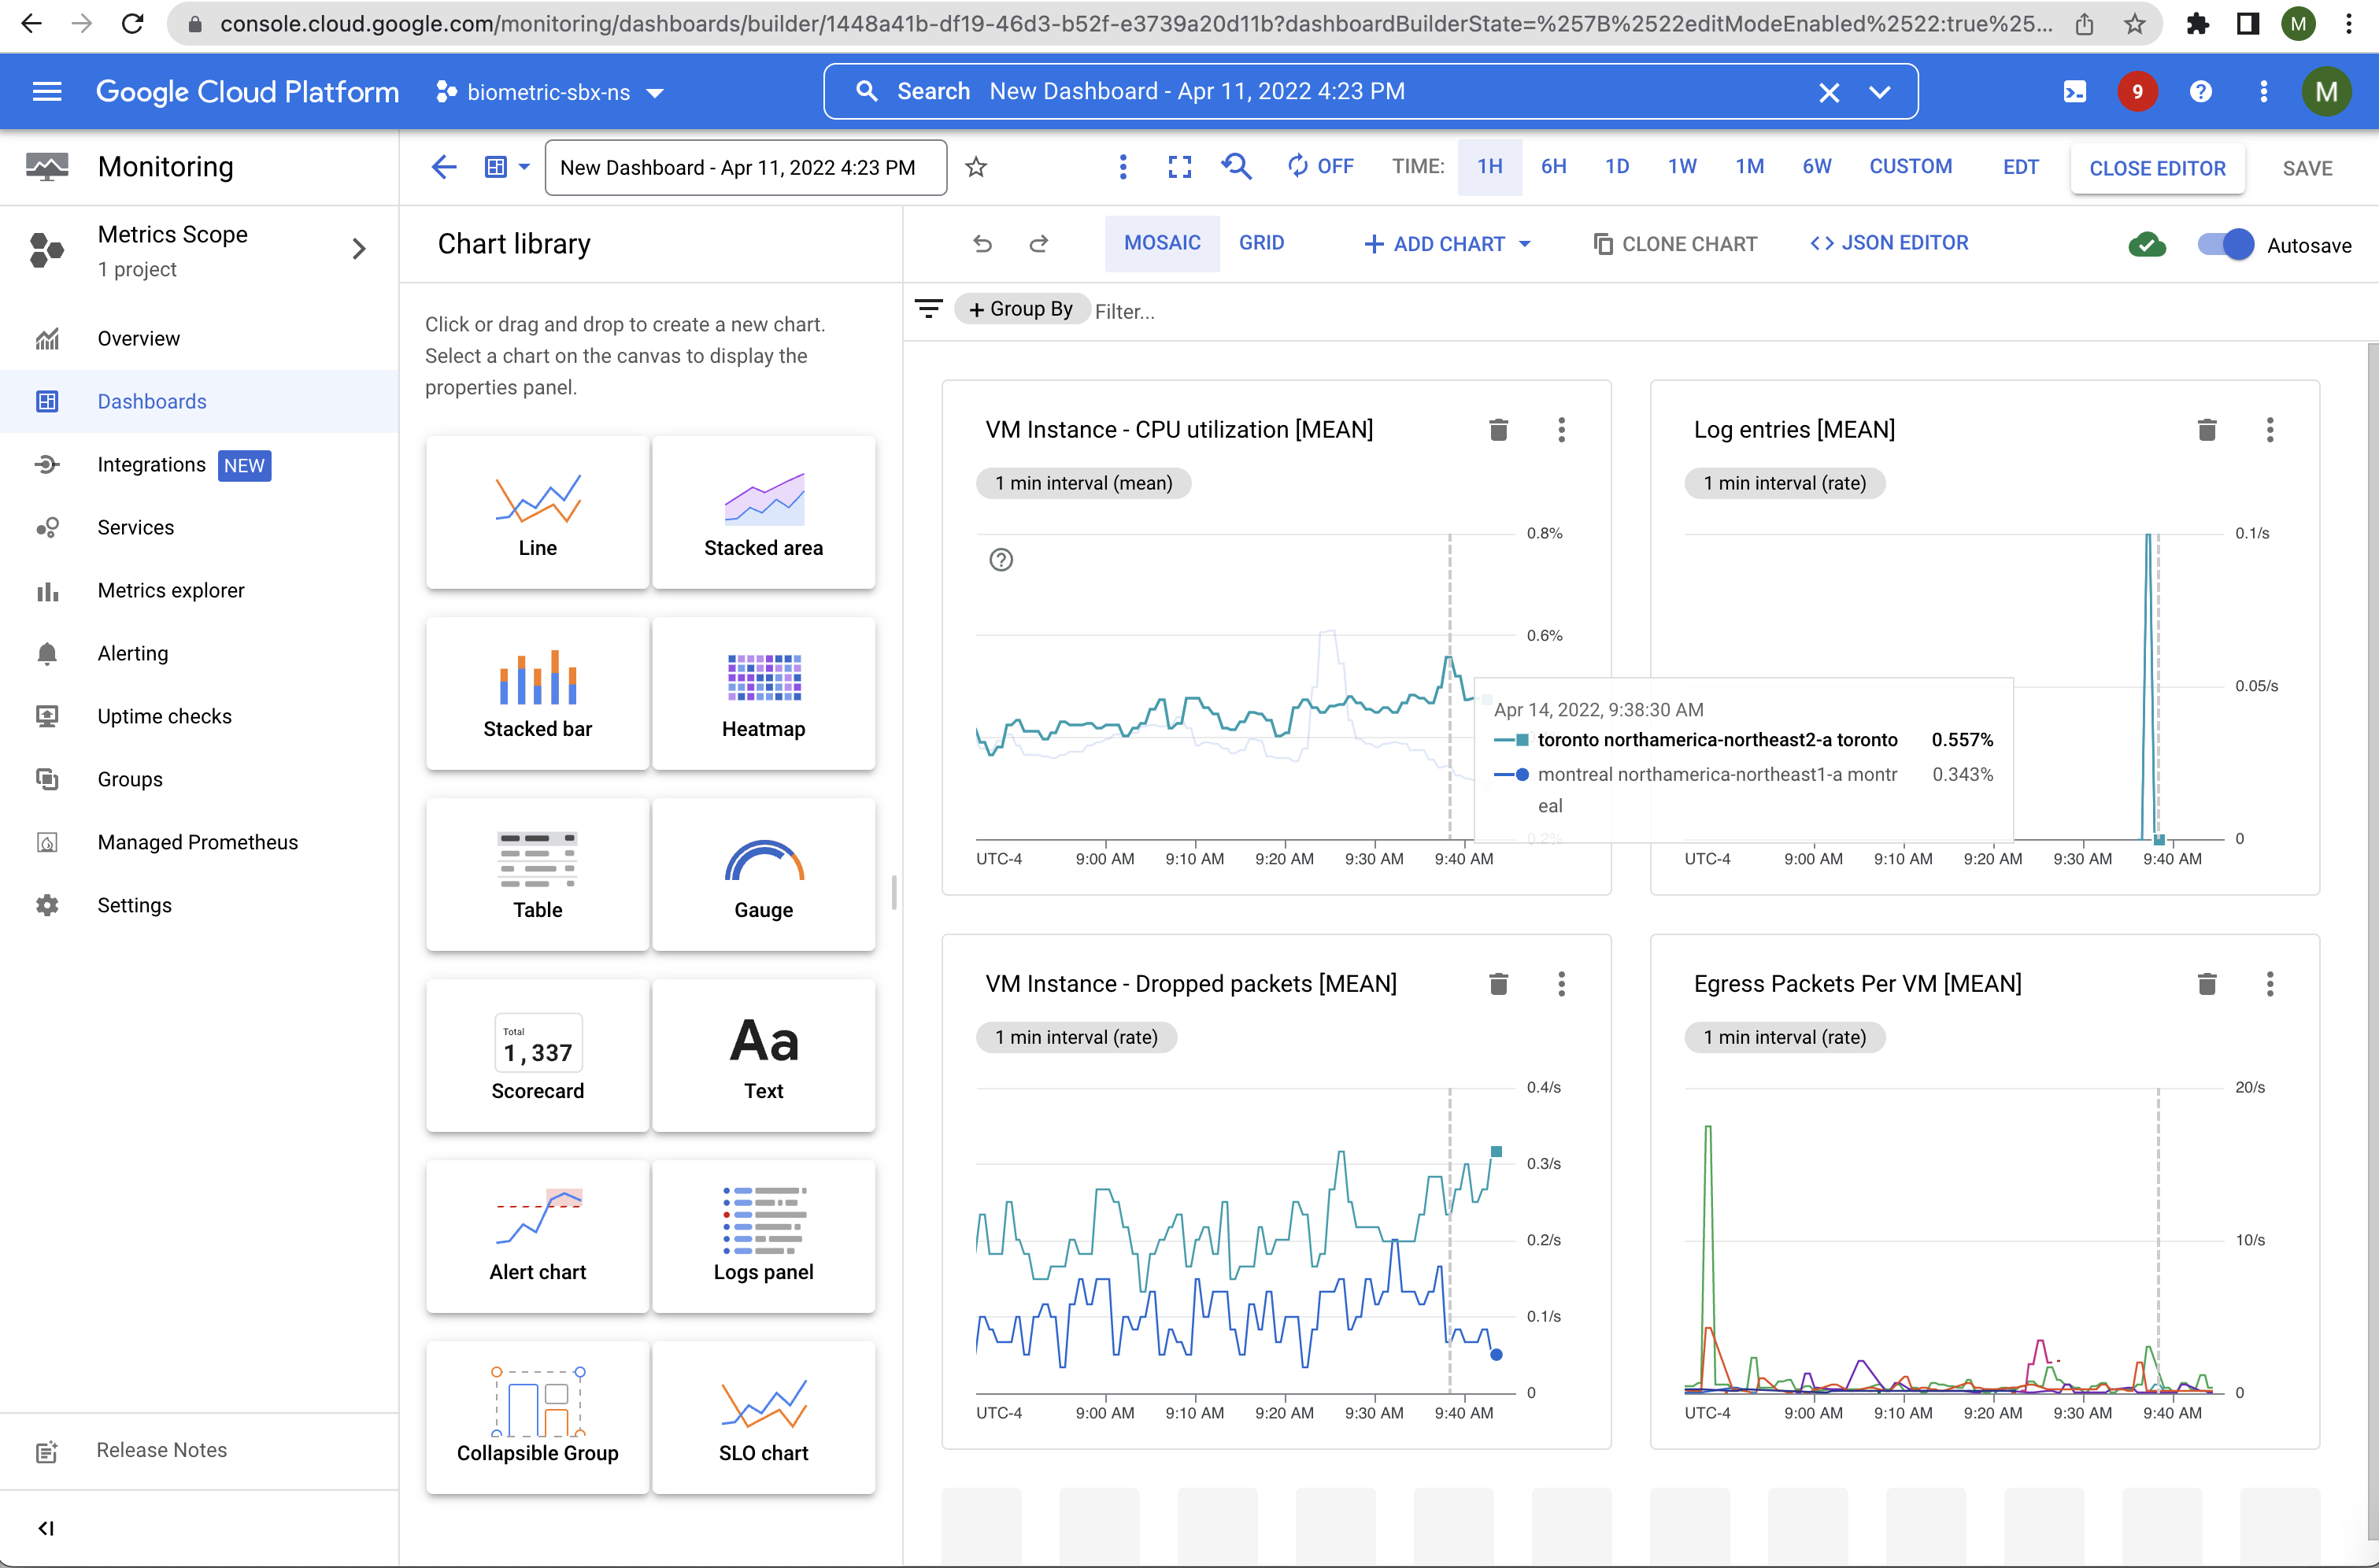 console.cloud.google.com/monitoring/dashboards/builder/1448a41b-df19-46d3-b52f-e3739a20d11b?dashboardBuilderState=%257B%2522editModeEnabled%2522:true%25...
M
Google Cloud Platform
biometric-sbx-ns
Search New Dashboard - Apr 11, 2022 4:23 PM
9
M
Monitoring
New Dashboard - Apr 11, 2022 4:23 PM
OFF
TIME:
1H
6H
1D
1W
1M
6W
CUSTOM
EDT
CLOSE EDITOR
SAVE
Metrics Scope
1 project
Overview
Dashboards
Integrations NEW
Services
Metrics explorer
Alerting
Uptime checks
Groups
Managed Prometheus
Settings
Release Notes
Chart library
Click or drag and drop to create a new chart.
Select a chart on the canvas to display the
properties panel.
Line
Stacked area
Stacked bar
Heatmap
Table
Gauge
Total
1,337
Scorecard
Aa
Text
Alert chart
Logs panel
Collapsible Group
SLO chart
MOSAIC
GRID
+ ADD CHART
CLONE CHART
<> JSON EDITOR
Autosave
+ Group By
Filter...
VM Instance - CPU utilization [MEAN]
1 min interval (mean)
0.8%
0.6%
0.2%
UTC-4 9:00 AM 9:10 AM 9:20 AM 9:30 AM 9:40 AM
Apr 14, 2022, 9:38:30 AM
toronto northamerica-northeast2-a toronto 0.557%
montreal northamerica-northeast1-a montr 0.343%
eal
Log entries [MEAN]
1 min interval (rate)
0.1/s
0.05/s
0
UTC-4 9:00 AM 9:10 AM 9:20 AM 9:30 AM 9:40 AM
VM Instance - Dropped packets [MEAN]
1 min interval (rate)
0.4/s
0.3/s
0.2/s
0.1/s
0
UTC-4 9:00 AM 9:10 AM 9:20 AM 9:30 AM 9:40 AM
Egress Packets Per VM [MEAN]
1 min interval (rate)
20/s
10/s
0
UTC-4 9:00 AM 9:10 AM 9:20 AM 9:30 AM 9:40 AM